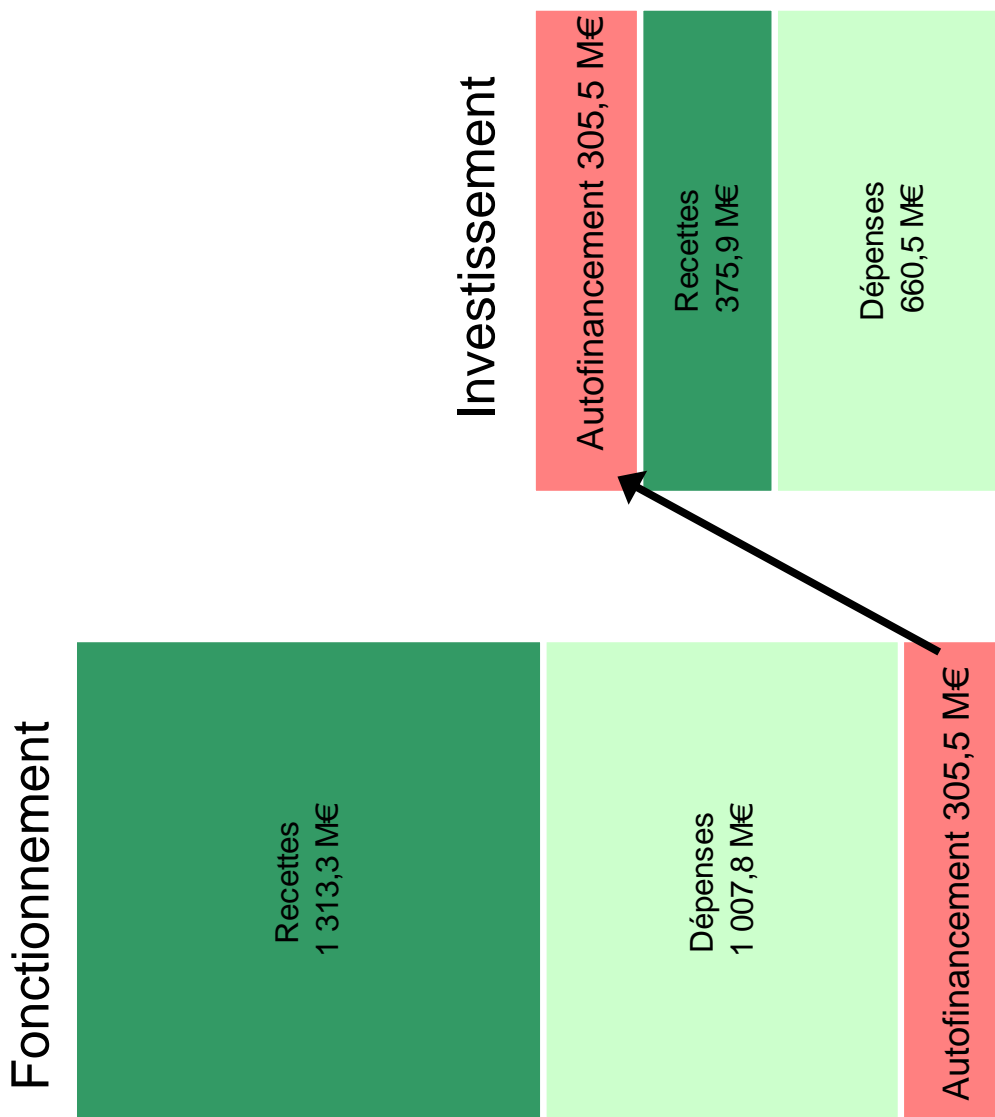 Fonctionnement
Recettes
1 313,3 M€
Dépenses
1 007,8 M€
Autofinancement 305,5 M€
Investissement
Autofinancement 305,5 M€
Recettes
375,9 M€
Dépenses
660,5 M€